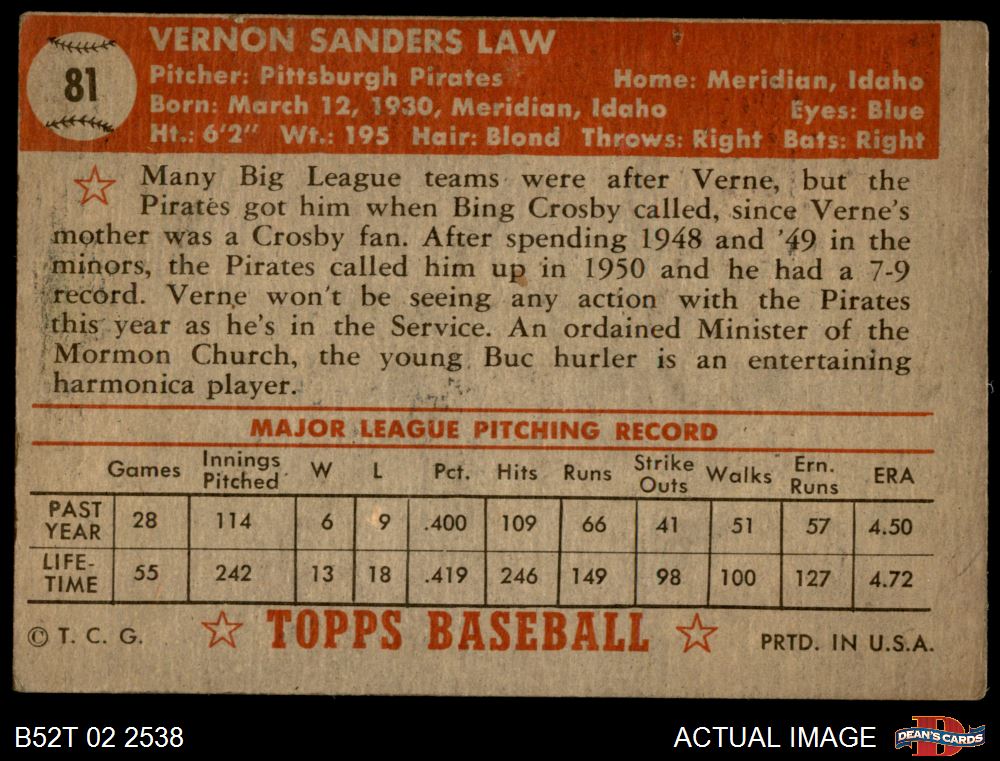 81
VERNON SANDERS LAW
Pitcher: Pittsburgh Pirates Home: Meridian, Idaho
Born: March 12, 1930, Meridian, Idaho Eyes: Blue
Ht.: 6'2" Wt.: 195 Hair: Blond Throws: Right Bats: Right
Many Big League teams were after Verne, but the
Pirates got him when Bing Crosby called, since Verne's
mother was a Crosby fan. After spending 1948 and '49 in the
minors, the Pirates called him up in 1950 and he had a 7-9
record. Verne won't be seeing any action with the Pirates
this year as he's in the Service. An ordained Minister of the
Mormon Church, the young Buc hurler is an entertaining
harmonica player.
MAJOR LEAGUE PITCHING RECORD
Games Innings Pitched W L Pct. Hits Runs Strike Outs Walks Ern. Runs ERA
PAST YEAR 28 114 6 9 .400 109 66 41 51 57 4.50
LIFE-TIME 55 242 13 18 .419 246 149 98 100 127 4.72
© T. C. G. TOPPS BASEBALL PRTD. IN U.S.A.
B52T 02 2538 ACTUAL IMAGE D DEAN'S CARDS